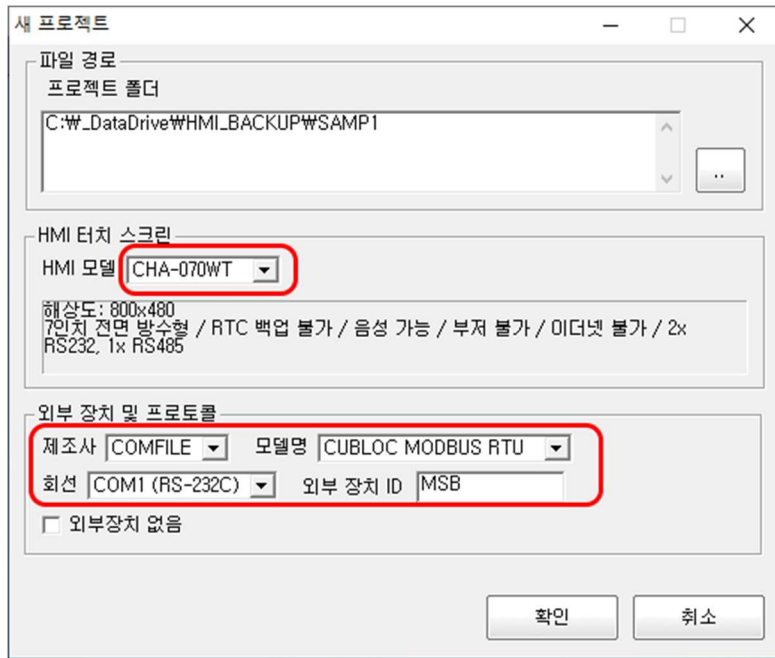 새 프로젝트
파일 경로
프로젝트 폴더
C:₩_DataDrive₩HMI_BACKUP₩SAMP1
..
HMI 터치 스크린
HMI 모델 CHA-070WT
해상도: 800x480
7인치 전면 방수형 / RTC 백업 불가 / 음성 가능 / 부저 불가 / 이더넷 불가 / 2x
RS232, 1x RS485
외부 장치 및 프로토콜
제조사 COMFILE 모델명 CUBLOC MODBUS RTU
회선 COM1 (RS-232C) 외부 장치 ID MSB
외부장치 없음
확인 취소